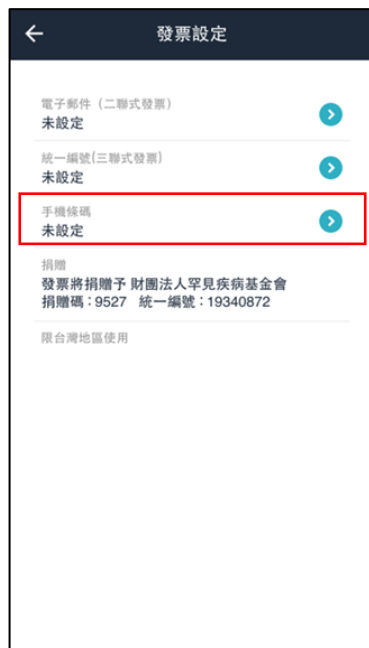 發票設定
電子郵件（二聯式發票）
未設定
統一編號(三聯式發票)
未設定
手機條碼
未設定
捐贈
發票將捐贈予 財團法人罕見疾病基金會
捐贈碼：9527 統一編號：19340872
限台灣地區使用